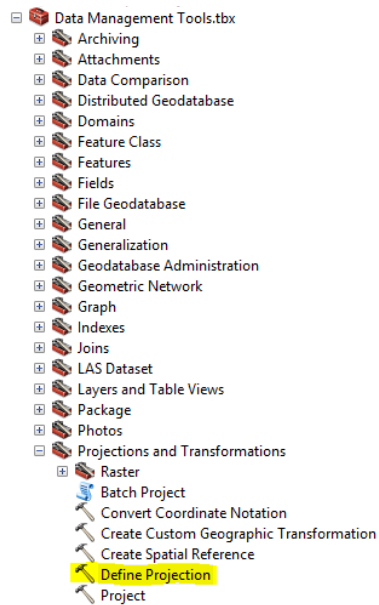 Data Management Tools.tbx
Archiving
Attachments
Data Comparison
Distributed Geodatabase
Domains
Feature Class
Features
Fields
File Geodatabase
General
Generalization
Geodatabase Administration
Geometric Network
Graph
Indexes
Joins
LAS Dataset
Layers and Table Views
Package
Photos
Projections and Transformations
Raster
Batch Project
Convert Coordinate Notation
Create Custom Geographic Transformation
Create Spatial Reference
Define Projection
Project